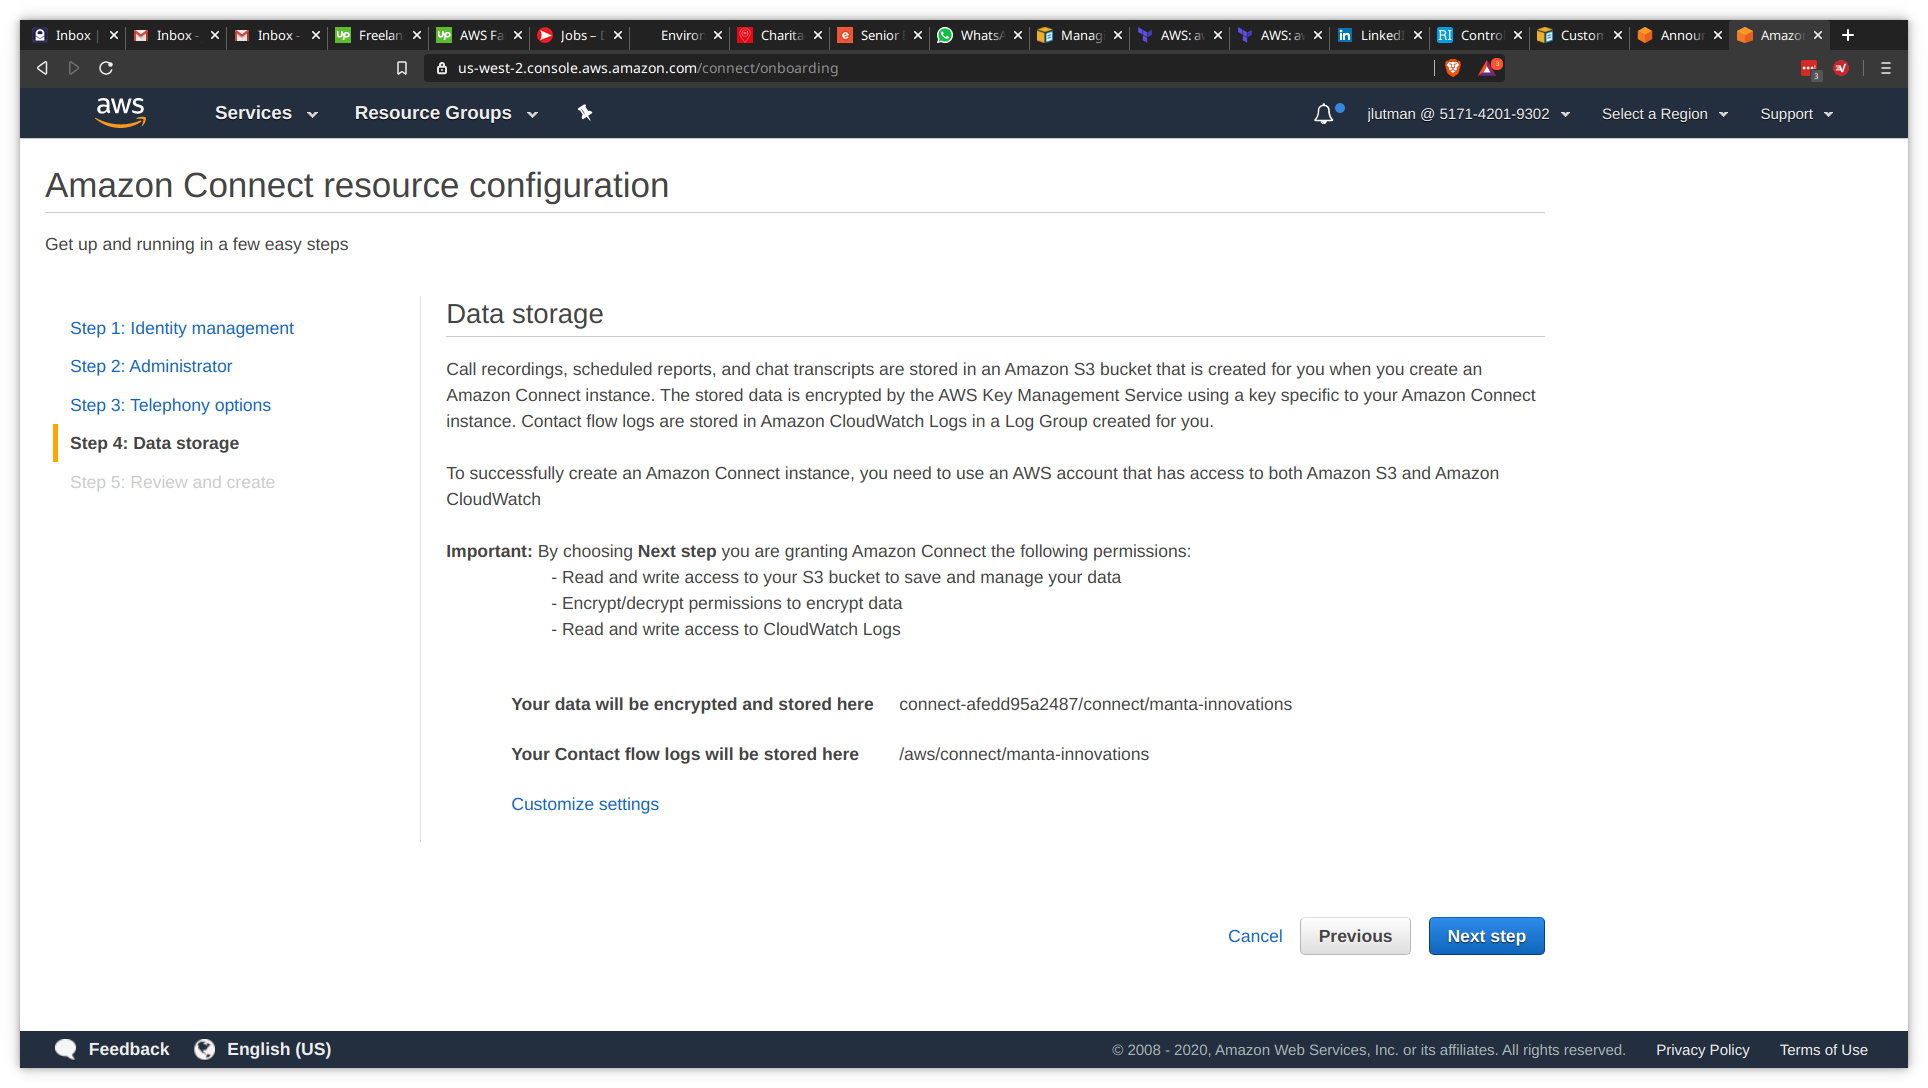 Inbox
Inbox -
Inbox -
Freelan
AWS Fa
Jobs –
Environ
Charita
Senior
WhatsA
Manag
AWS: a
AWS: a
LinkedI
Contro
Custom
Announ
Amazo
us-west-2.console.aws.amazon.com/connect/onboarding
aws
Services
Resource Groups
jlutman @ 5171-4201-9302
Select a Region
Support
Amazon Connect resource configuration
Get up and running in a few easy steps
Step 1: Identity management
Step 2: Administrator
Step 3: Telephony options
Step 4: Data storage
Step 5: Review and create
Data storage
Call recordings, scheduled reports, and chat transcripts are stored in an Amazon S3 bucket that is created for you when you create an
Amazon Connect instance. The stored data is encrypted by the AWS Key Management Service using a key specific to your Amazon Connect
instance. Contact flow logs are stored in Amazon CloudWatch Logs in a Log Group created for you.
To successfully create an Amazon Connect instance, you need to use an AWS account that has access to both Amazon S3 and Amazon
CloudWatch
Important: By choosing Next step you are granting Amazon Connect the following permissions:
- Read and write access to your S3 bucket to save and manage your data
- Encrypt/decrypt permissions to encrypt data
- Read and write access to CloudWatch Logs
Your data will be encrypted and stored here connect-afedd95a2487/connect/manta-innovations
Your Contact flow logs will be stored here /aws/connect/manta-innovations
Customize settings
Cancel
Previous
Next step
Feedback
English (US)
© 2008 - 2020, Amazon Web Services, Inc. or its affiliates. All rights reserved.
Privacy Policy
Terms of Use